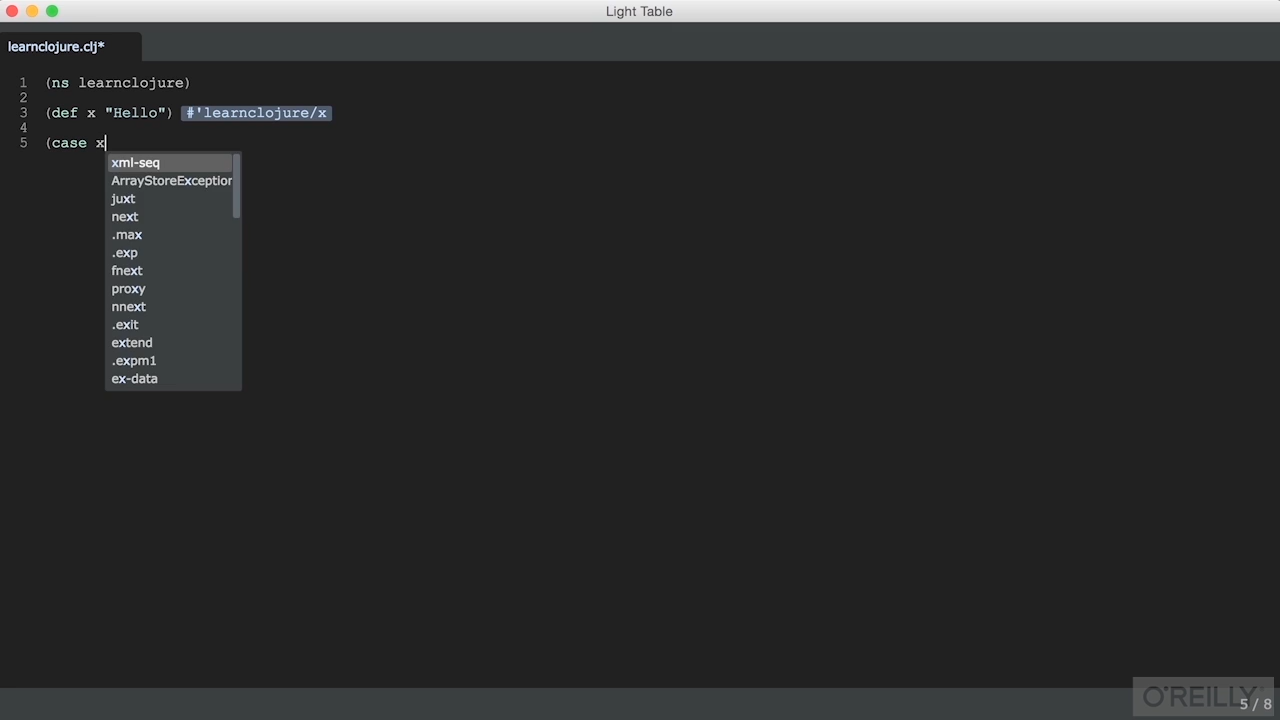 Light Table
learnclojure.clj*
1 (ns learnclojure)
2
3 (def x "Hello") #'learnclojure/x
4
5 (case x
xml-seq
ArrayStoreException
juxt
next
.max
.exp
fnext
proxy
nnext
.exit
extend
.expm1
ex-data
O'REILLY
5 / 8